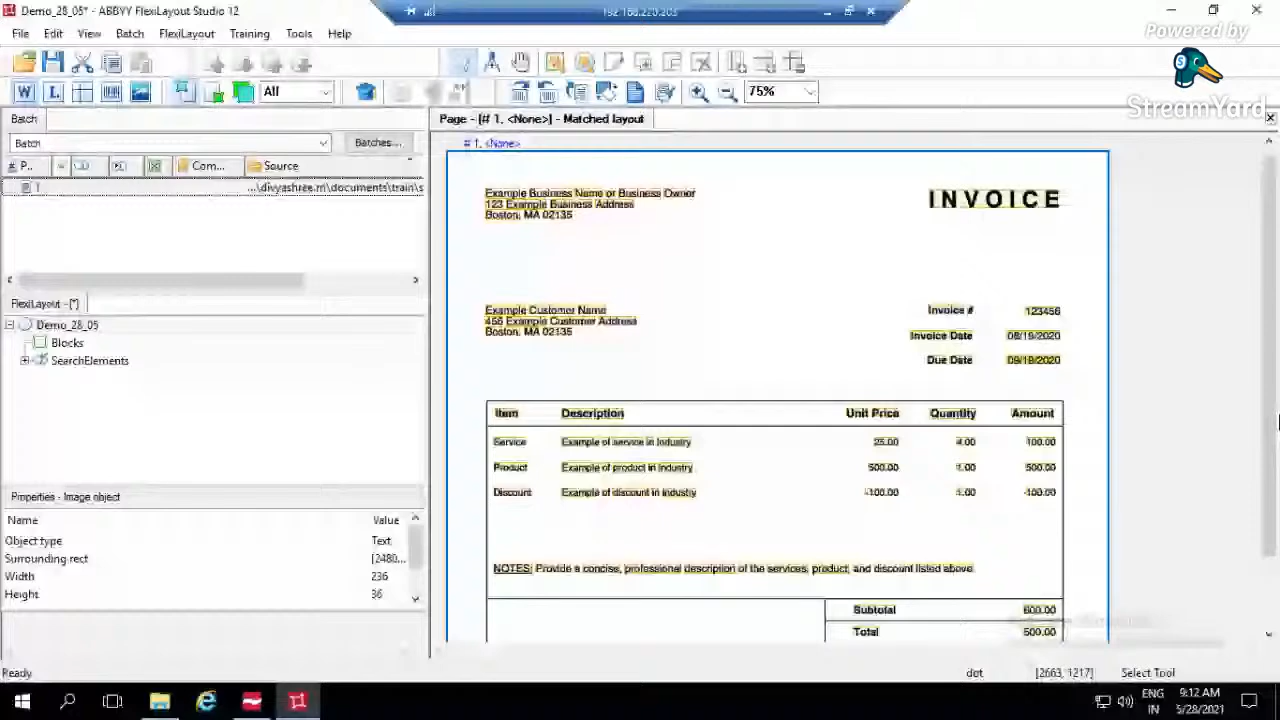 Demo_28_05* - ABBYY FlexiLayout Studio 12
192.168.220.203
File Edit View Batch FlexiLayout Training Tools Help
Powered by
StreamYard
All
75%
Batch
Page - [# 1, <None>] - Matched layout
Batch
Batches...
# 1, <None>
# P.. Com... Source
1 ...\divyashree.m\documents\train\s
Example Business Name or Business Owner
123 Example Business Address
Boston, MA 02135
INVOICE
FlexiLayout -[*]
Demo_28_05
Blocks
SearchElements
Example Customer Name
456 Example Customer Address
Boston, MA 02135
Invoice # 123456
Invoice Date 08/19/2020
Due Date 09/18/2020
Item Description Unit Price Quantity Amount
Service Example of service in Industry 25.00 4.00 100.00
Product Example of product in Industry 500.00 1.00 500.00
Discount Example of discount in industry -100.00 1.00 -100.00
NOTES: Provide a concise, professional description of the services, product, and discount listed above.
Subtotal 600.00
Total 500.00
Properties - Image object
Name Value
Object type Text
Surrounding rect [2480...
Width 236
Height 36
Ready
dot [2663, 1217] Select Tool
ENG
IN
9:12 AM
5/28/2021